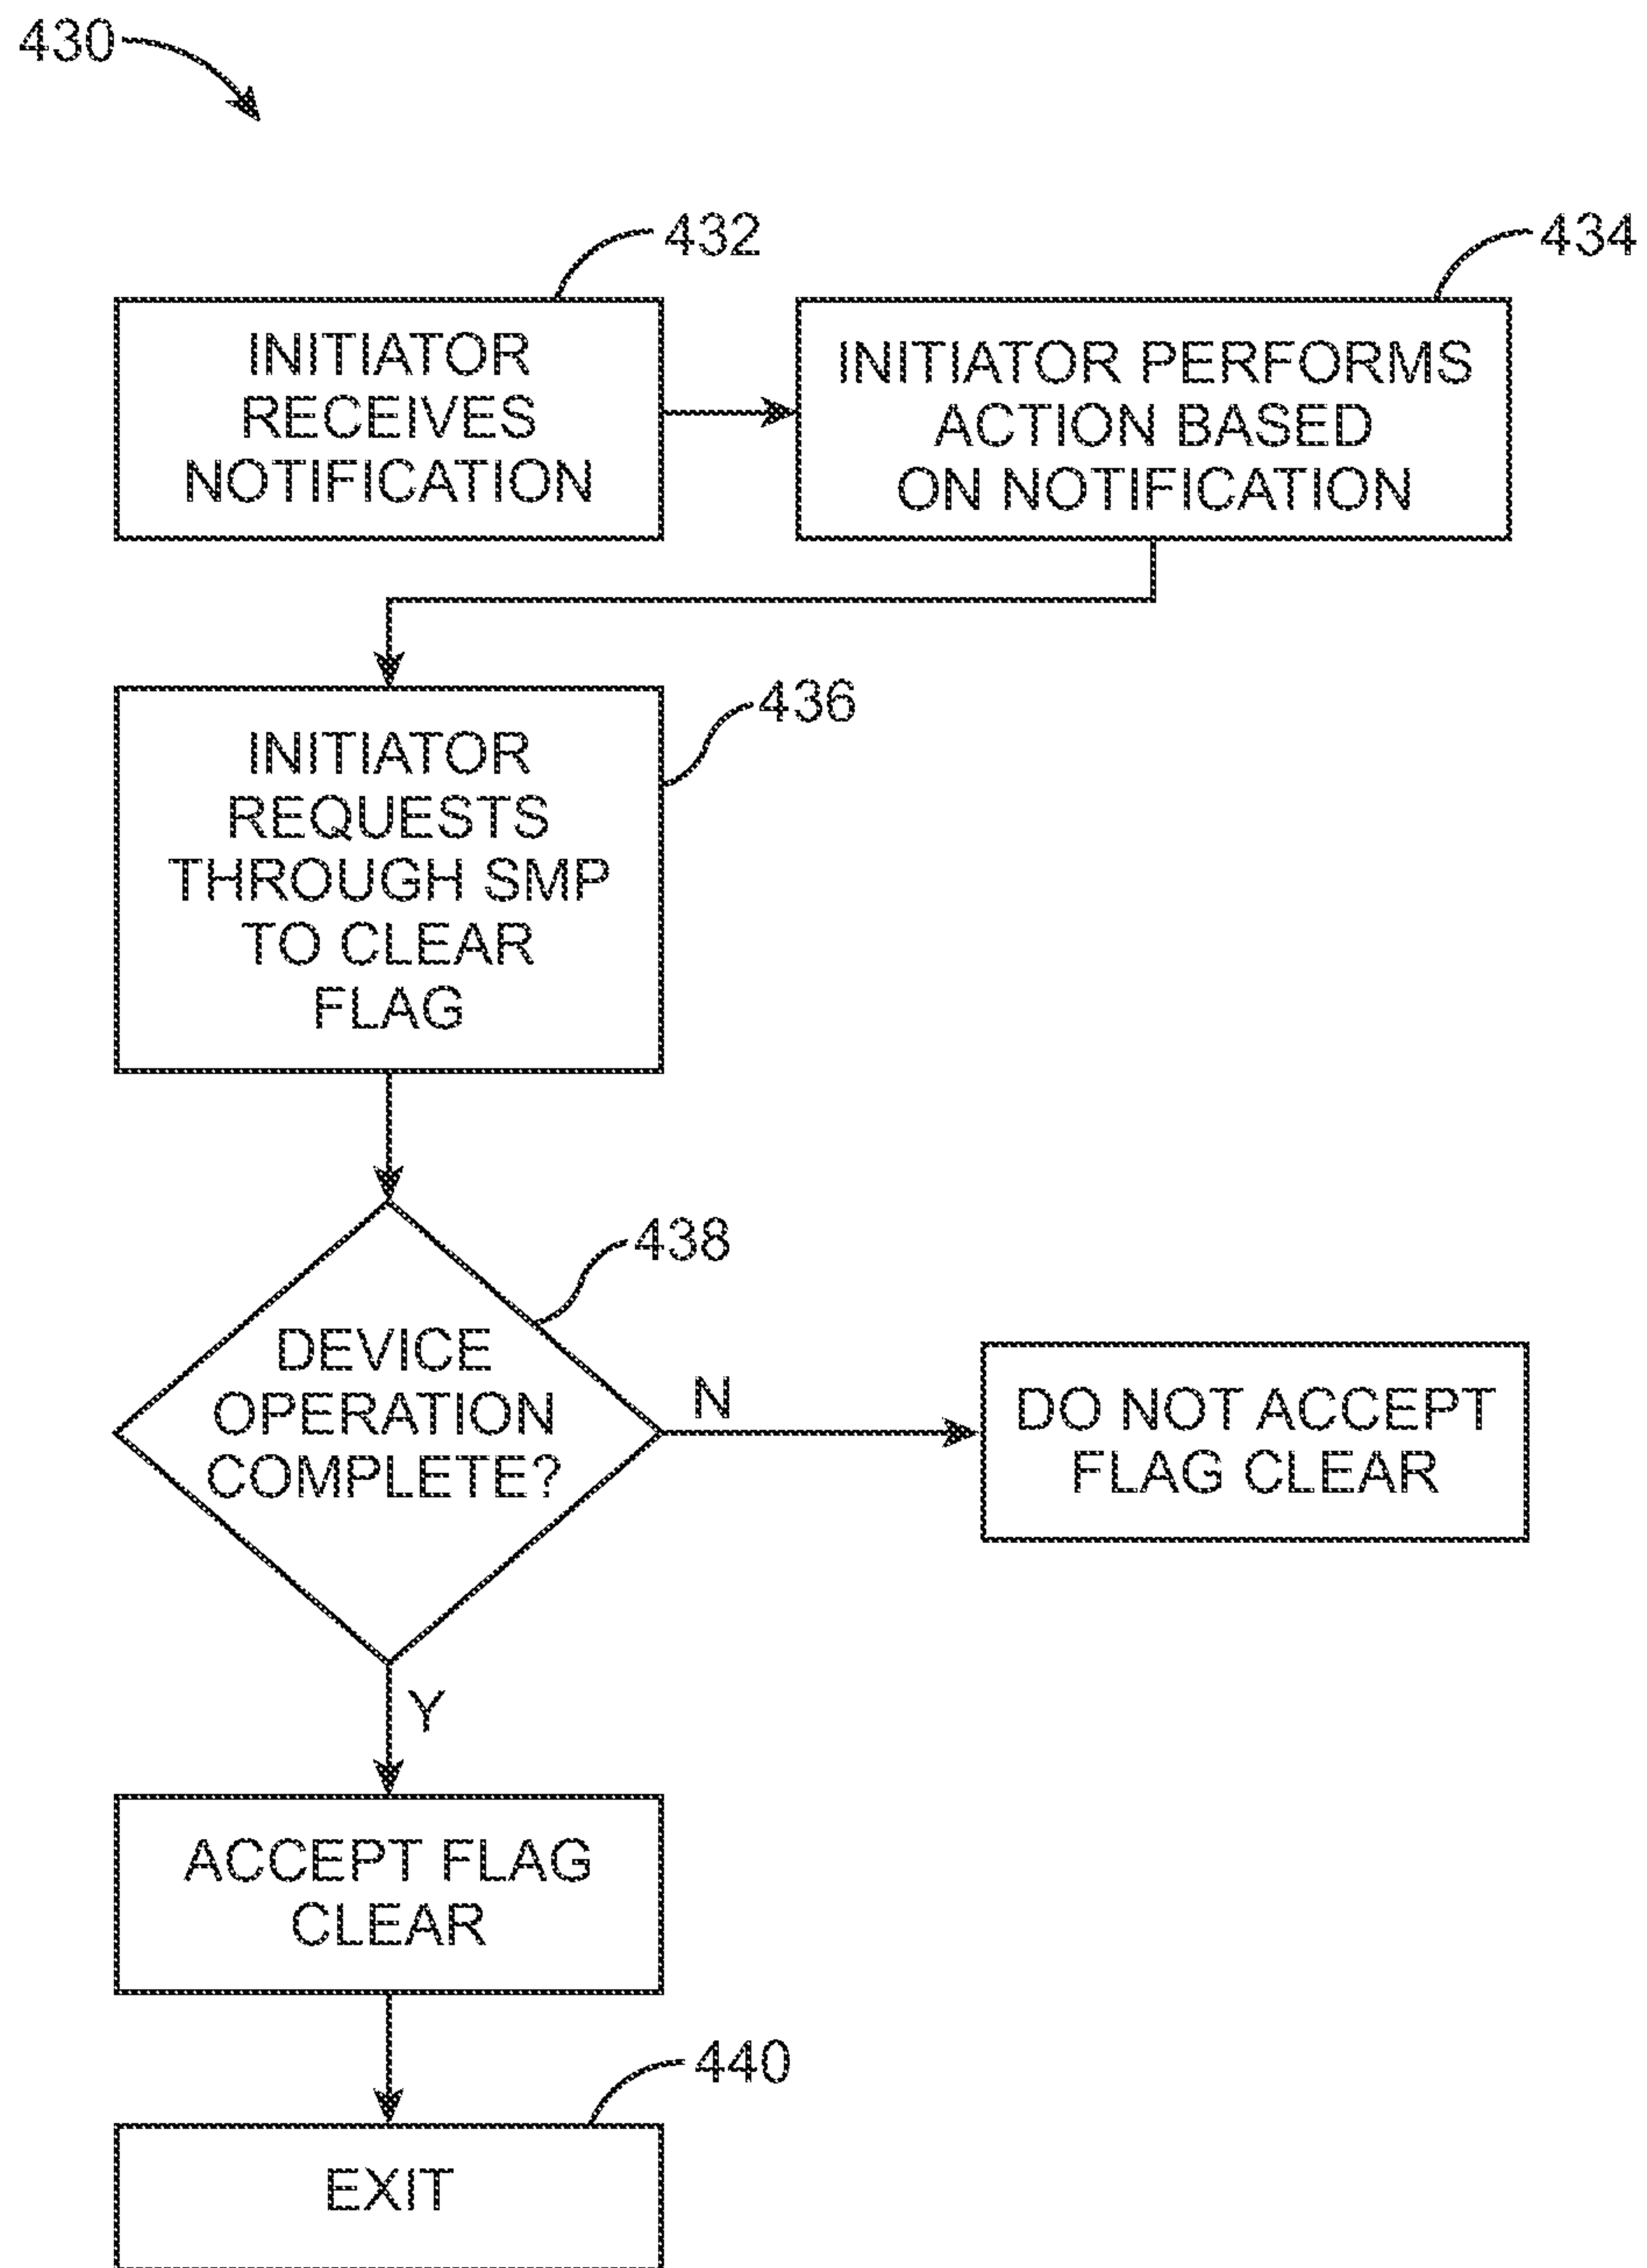 430
432
434
INITIATOR
RECEIVES
NOTIFICATION
INITIATOR PERFORMS
ACTION BASED
ON NOTIFICATION
436
INITIATOR
REQUESTS
THROUGH SMP
TO CLEAR
FLAG
438
DEVICE
OPERATION
COMPLETE?
N
DO NOT ACCEPT
FLAG CLEAR
Y
ACCEPT FLAG
CLEAR
440
EXIT